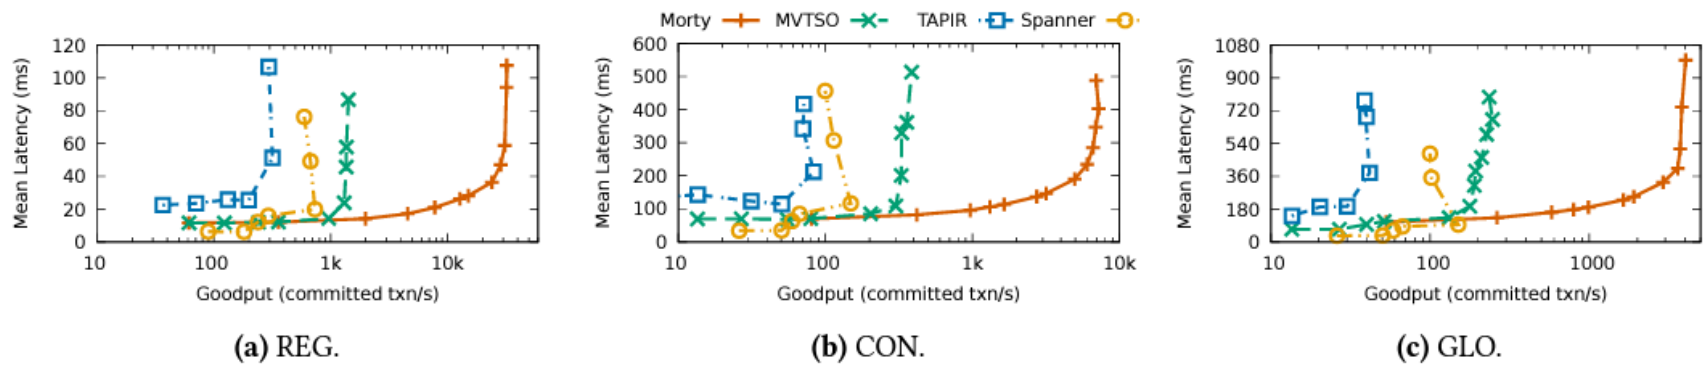 Morty MVTSO TAPIR Spanner
Mean Latency (ms)
120
100
80
60
40
20
0
10 100 1k 10k
Goodput (committed txn/s)
(a) REG.
Mean Latency (ms)
600
500
400
300
200
100
0
10 100 1k 10k
Goodput (committed txn/s)
(b) CON.
Mean Latency (ms)
1080
900
720
540
360
180
0
10 100 1000
Goodput (committed txn/s)
(c) GLO.